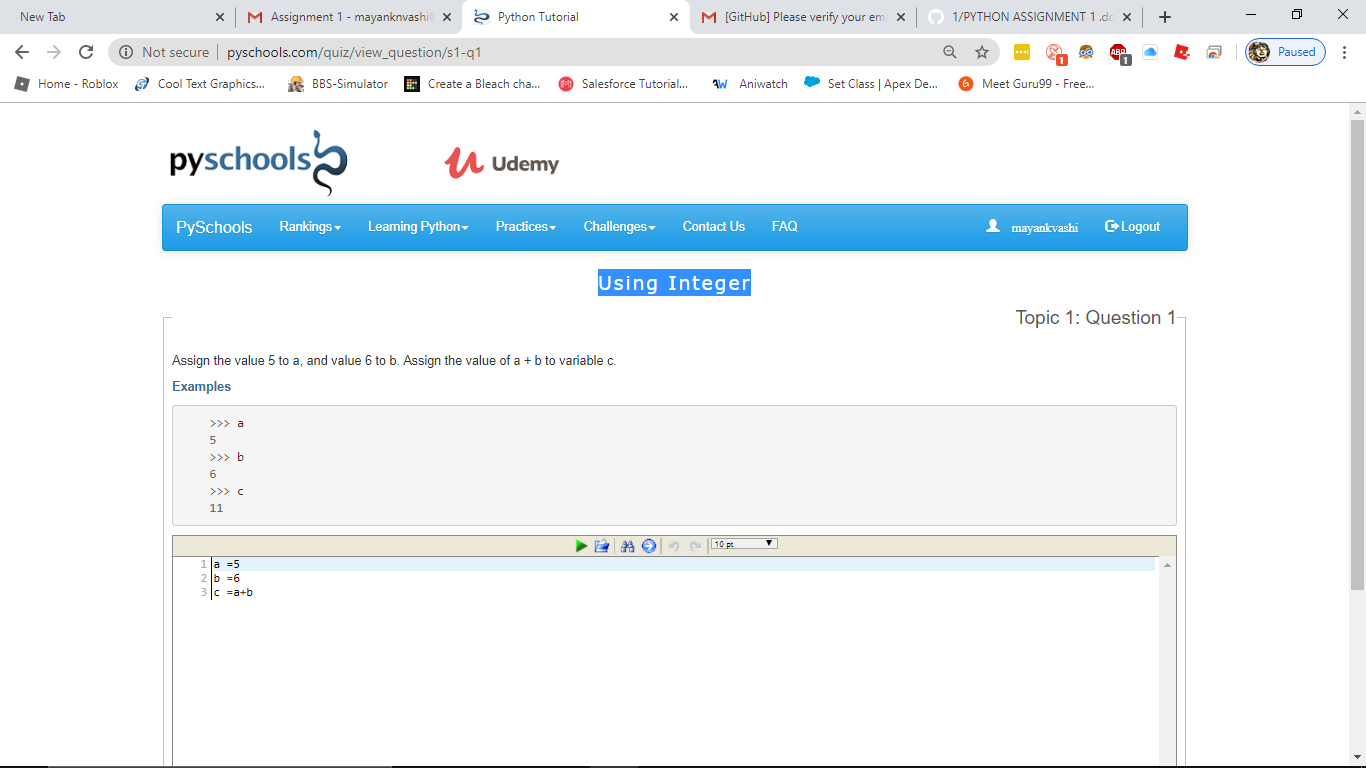 New Tab
Assignment 1 - mayanknvashi
Python Tutorial
[GitHub] Please verify your em
1/PYTHON ASSIGNMENT 1 .do
Not secure | pyschools.com/quiz/view_question/s1-q1
1
ABP
1
Paused
Home - Roblox
Cool Text Graphics...
BBS-Simulator
Create a Bleach cha...
Salesforce Tutorial...
Aniwatch
Set Class | Apex De...
Meet Guru99 - Free...
pyschools
Udemy
PySchools
Rankings
Learning Python
Practices
Challenges
Contact Us
FAQ
mayankvashi
Logout
Using Integer
Topic 1: Question 1
Assign the value 5 to a, and value 6 to b. Assign the value of a + b to variable c.
Examples
>>> a
5
>>> b
6
>>> c
11
10 pt
1 a =5
2 b =6
3 c =a+b